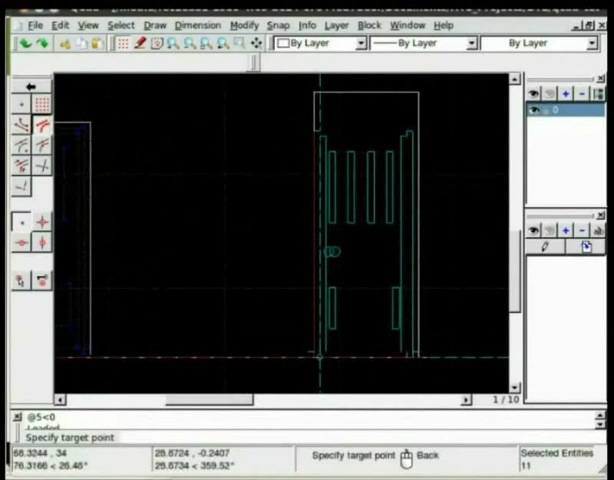 File Edit View Select Draw Dimension Modify Snap Info Layer Block Window Help
By Layer
By Layer
By Layer
0
1 / 10
@5<0
Loaded
Specify target point
68.3244 , 34
76.3166 < 26.48°
28.8724 , -0.2407
28.8734 < 359.52°
Specify target point
Back
Selected Entities
11